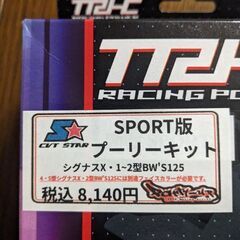 TTRHC
RACING PO
CVT STAR
SPORT版
プーリーキット
シグナスX・1~2型BW'S125
4・5型シグナスX・2型BW'S125には別途フェイスカラーが必要です。
税込 8,140円